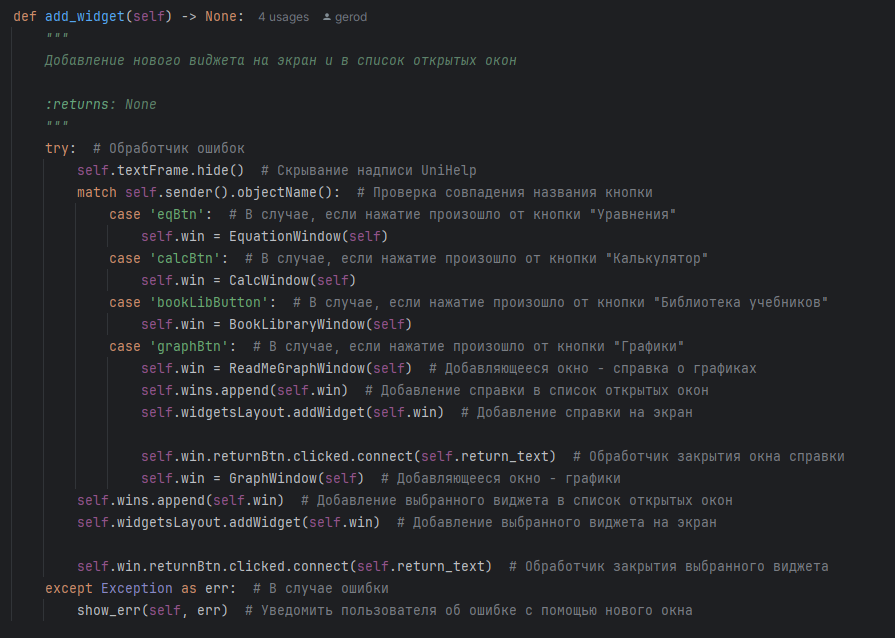 def add_widget(self) -> None:  4 usages  gerod
    """
    Добавление нового виджета на экран и в список открытых окон

    :returns: None
    """
    try:  # Обработчик ошибок
        self.textFrame.hide()  # Скрывание надписи UniHelp
        match self.sender().objectName():  # Проверка совпадения названия кнопки
            case 'eqBtn':  # В случае, если нажатие произошло от кнопки "Уравнения"
                self.win = EquationWindow(self)
            case 'calcBtn':  # В случае, если нажатие произошло от кнопки "Калькулятор"
                self.win = CalcWindow(self)
            case 'bookLibButton':  # В случае, если нажатие произошло от кнопки "Библиотека учебников"
                self.win = BookLibraryWindow(self)
            case 'graphBtn':  # В случае, если нажатие произошло от кнопки "Графики"
                self.win = ReadMeGraphWindow(self)  # Добавляющееся окно - справка о графиках
                self.wins.append(self.win)  # Добавление справки в список открытых окон
                self.widgetsLayout.addWidget(self.win)  # Добавление справки на экран

                self.win.returnBtn.clicked.connect(self.return_text)  # Обработчик закрытия окна справки
                self.win = GraphWindow(self)  # Добавляющееся окно - графики
        self.wins.append(self.win)  # Добавление выбранного виджета в список открытых окон
        self.widgetsLayout.addWidget(self.win)  # Добавление выбранного виджета на экран

        self.win.returnBtn.clicked.connect(self.return_text)  # Обработчик закрытия выбранного виджета
    except Exception as err:  # В случае ошибки
        show_err(self, err)  # Уведомить пользователя об ошибке с помощью нового окна